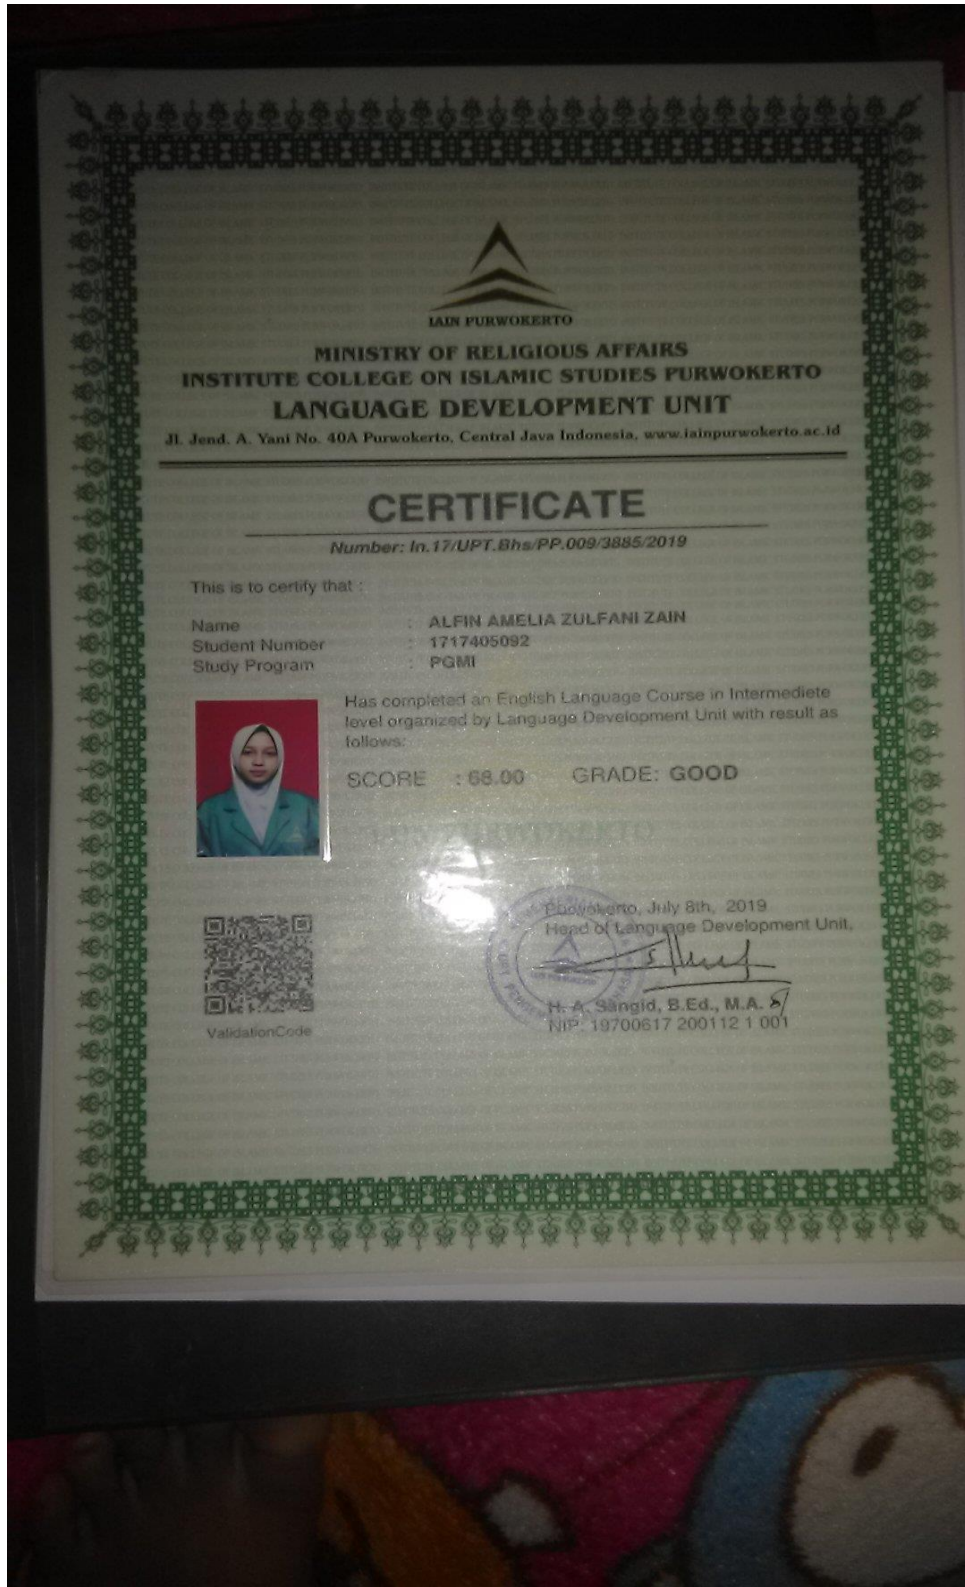 IAIN PURWOKERTO
MINISTRY OF RELIGIOUS AFFAIRS
INSTITUTE COLLEGE ON ISLAMIC STUDIES PURWOKERTO
LANGUAGE DEVELOPMENT UNIT
Jl. Jend. A. Yani No. 40A Purwokerto, Central Java Indonesia, www.iainpurwokerto.ac.id
CERTIFICATE
Number: In.17/UPT.Bhs/PP.009/3885/2019
This is to certify that :
Name : ALFIN AMELIA ZULFANI ZAIN
Student Number : 1717405092
Study Program : PGMI
Has completed an English Language Course in Intermediete
level organized by Language Development Unit with result as
follows:
SCORE : 68.00 GRADE: GOOD
IAIN PURWOKERTO
Purwokerto, July 8th, 2019
Head of Language Development Unit,
H. A. Sangid, B.Ed., M.A.
NIP: 19700617 200112 1 001
ValidationCode